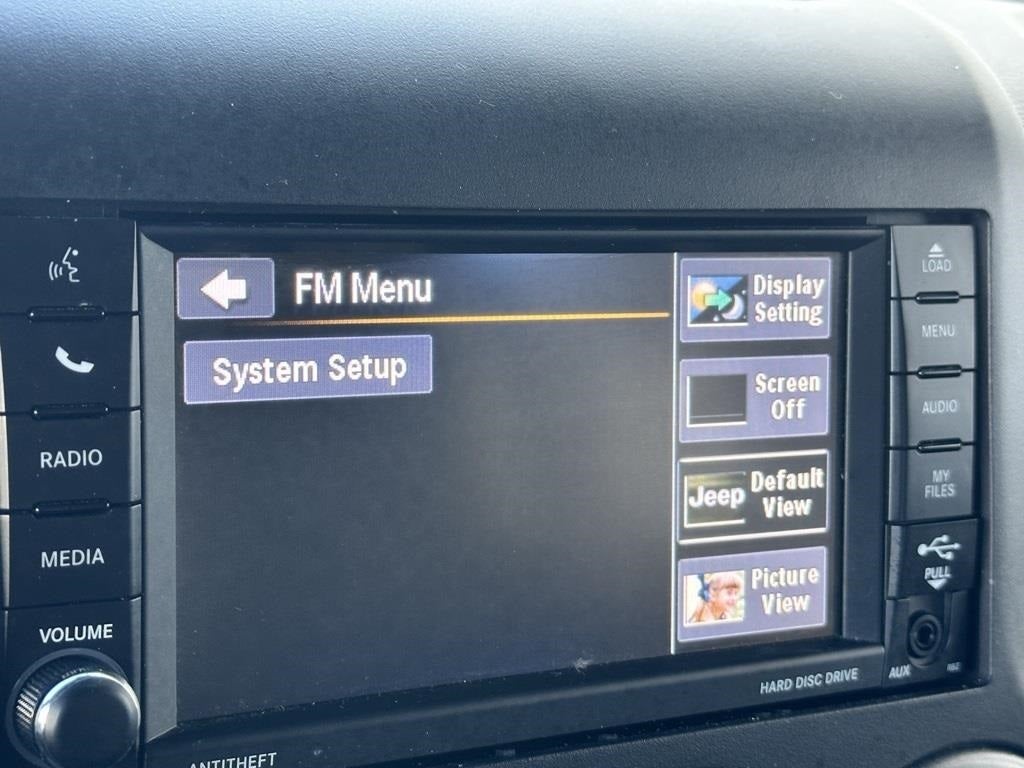 FM Menu
System Setup
Display
Setting
Screen
Off
Jeep
Default
View
Picture
View
RADIO
MEDIA
VOLUME
LOAD
MENU
AUDIO
MY
FILES
PULL
AUX
HARD DISC DRIVE
ANTITHEFT